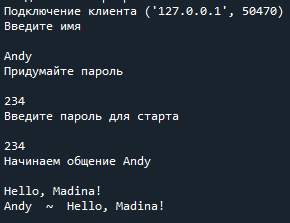 Подключение клиента ('127.0.0.1', 50470)
Введите имя
Andy
Придумайте пароль
234
Введите пароль для старта
234
Начинаем общение Andy
Hello, Madina!
Andy  ~  Hello, Madina!